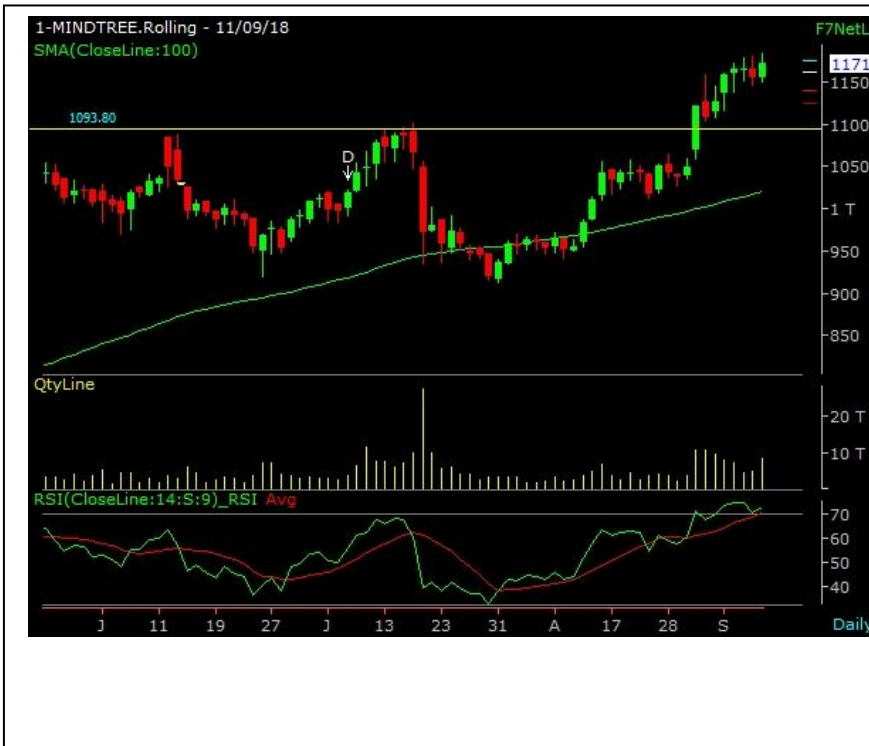 1-MINDTREE.Rolling - 11/09/18
F7NetL
SMA(CloseLine:100)
1171
1150
1093.80
1100
D
1050
1 T
950
900
850
QtyLine
20 T
10 T
RSI(CloseLine:14:S:9)_RSI Avg
70
60
50
40
J 11 19 27 J 13 23 31 A 17 28 S
Daily